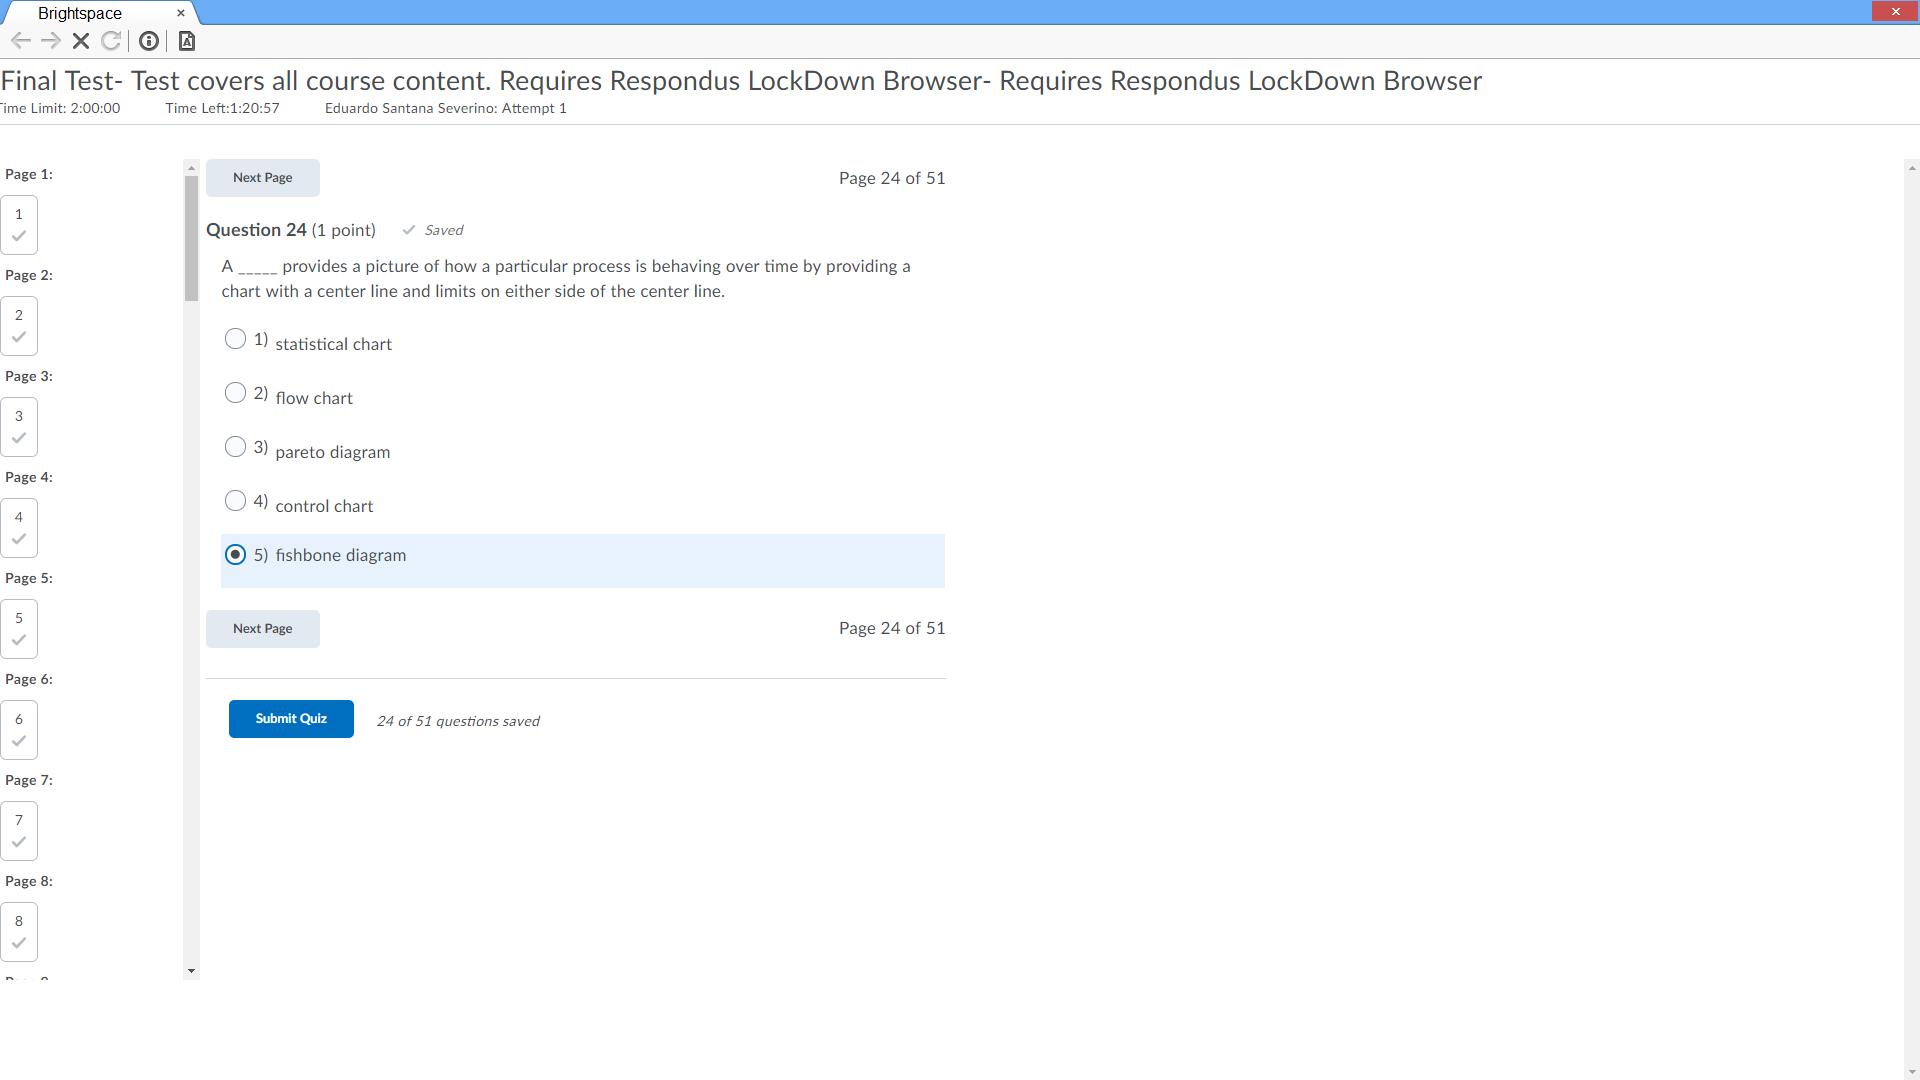 Brightspace
Final Test- Test covers all course content. Requires Respondus LockDown Browser- Requires Respondus LockDown Browser
Time Limit: 2:00:00 Time Left:1:20:57 Eduardo Santana Severino: Attempt 1
Page 1:
1
Page 2:
2
Page 3:
3
Page 4:
4
Page 5:
5
Page 6:
6
Page 7:
7
Page 8:
8
Next Page Page 24 of 51
Question 24 (1 point) Saved
A _____ provides a picture of how a particular process is behaving over time by providing a
chart with a center line and limits on either side of the center line.
1) statistical chart
2) flow chart
3) pareto diagram
4) control chart
5) fishbone diagram
Next Page Page 24 of 51
Submit Quiz 24 of 51 questions saved